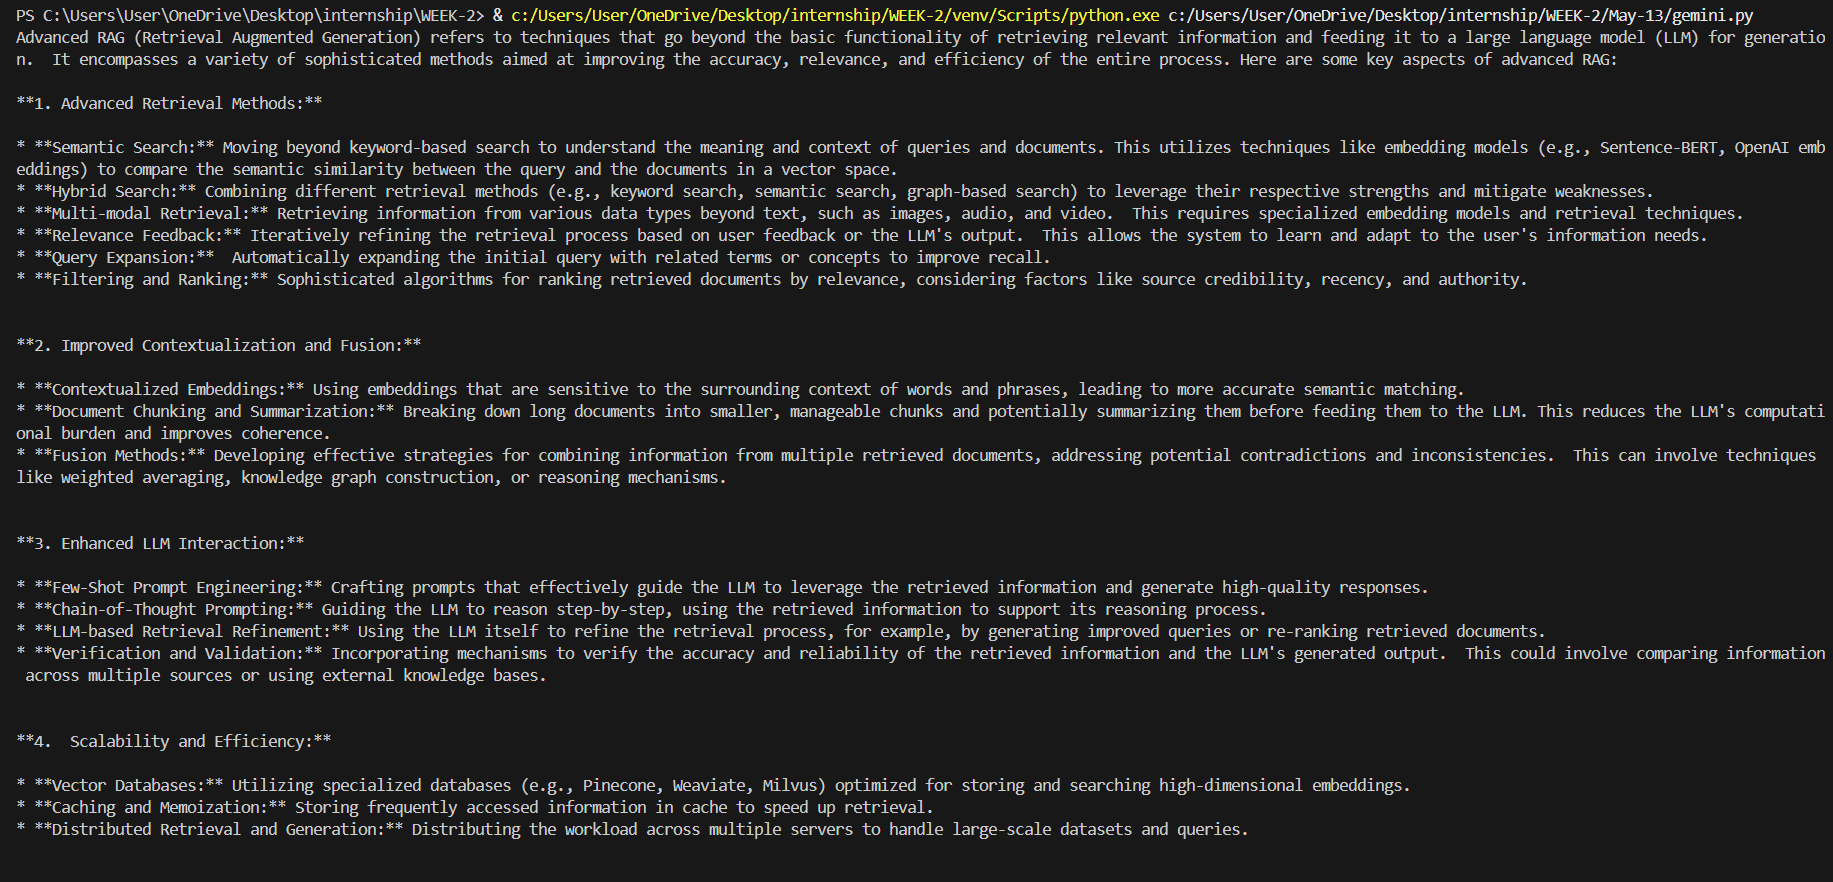 PS C:\Users\User\OneDrive\Desktop\internship\WEEK-2> & c:/Users/User/OneDrive/Desktop/internship/WEEK-2/venv/Scripts/python.exe c:/Users/User/OneDrive/Desktop/internship/WEEK-2/May-13/gemini.py
Advanced RAG (Retrieval Augmented Generation) refers to techniques that go beyond the basic functionality of retrieving relevant information and feeding it to a large language model (LLM) for generatio
n.  It encompasses a variety of sophisticated methods aimed at improving the accuracy, relevance, and efficiency of the entire process. Here are some key aspects of advanced RAG:

**1. Advanced Retrieval Methods:**

* **Semantic Search:** Moving beyond keyword-based search to understand the meaning and context of queries and documents. This utilizes techniques like embedding models (e.g., Sentence-BERT, OpenAI emb
eddings) to compare the semantic similarity between the query and the documents in a vector space.
* **Hybrid Search:** Combining different retrieval methods (e.g., keyword search, semantic search, graph-based search) to leverage their respective strengths and mitigate weaknesses.
* **Multi-modal Retrieval:** Retrieving information from various data types beyond text, such as images, audio, and video.  This requires specialized embedding models and retrieval techniques.
* **Relevance Feedback:** Iteratively refining the retrieval process based on user feedback or the LLM's output.  This allows the system to learn and adapt to the user's information needs.
* **Query Expansion:**  Automatically expanding the initial query with related terms or concepts to improve recall.
* **Filtering and Ranking:** Sophisticated algorithms for ranking retrieved documents by relevance, considering factors like source credibility, recency, and authority.

**2. Improved Contextualization and Fusion:**

* **Contextualized Embeddings:** Using embeddings that are sensitive to the surrounding context of words and phrases, leading to more accurate semantic matching.
* **Document Chunking and Summarization:** Breaking down long documents into smaller, manageable chunks and potentially summarizing them before feeding them to the LLM. This reduces the LLM's computati
onal burden and improves coherence.
* **Fusion Methods:** Developing effective strategies for combining information from multiple retrieved documents, addressing potential contradictions and inconsistencies.  This can involve techniques
like weighted averaging, knowledge graph construction, or reasoning mechanisms.

**3. Enhanced LLM Interaction:**

* **Few-Shot Prompt Engineering:** Crafting prompts that effectively guide the LLM to leverage the retrieved information and generate high-quality responses.
* **Chain-of-Thought Prompting:** Guiding the LLM to reason step-by-step, using the retrieved information to support its reasoning process.
* **LLM-based Retrieval Refinement:** Using the LLM itself to refine the retrieval process, for example, by generating improved queries or re-ranking retrieved documents.
* **Verification and Validation:** Incorporating mechanisms to verify the accuracy and reliability of the retrieved information and the LLM's generated output.  This could involve comparing information
 across multiple sources or using external knowledge bases.

**4.  Scalability and Efficiency:**

* **Vector Databases:** Utilizing specialized databases (e.g., Pinecone, Weaviate, Milvus) optimized for storing and searching high-dimensional embeddings.
* **Caching and Memoization:** Storing frequently accessed information in cache to speed up retrieval.
* **Distributed Retrieval and Generation:** Distributing the workload across multiple servers to handle large-scale datasets and queries.